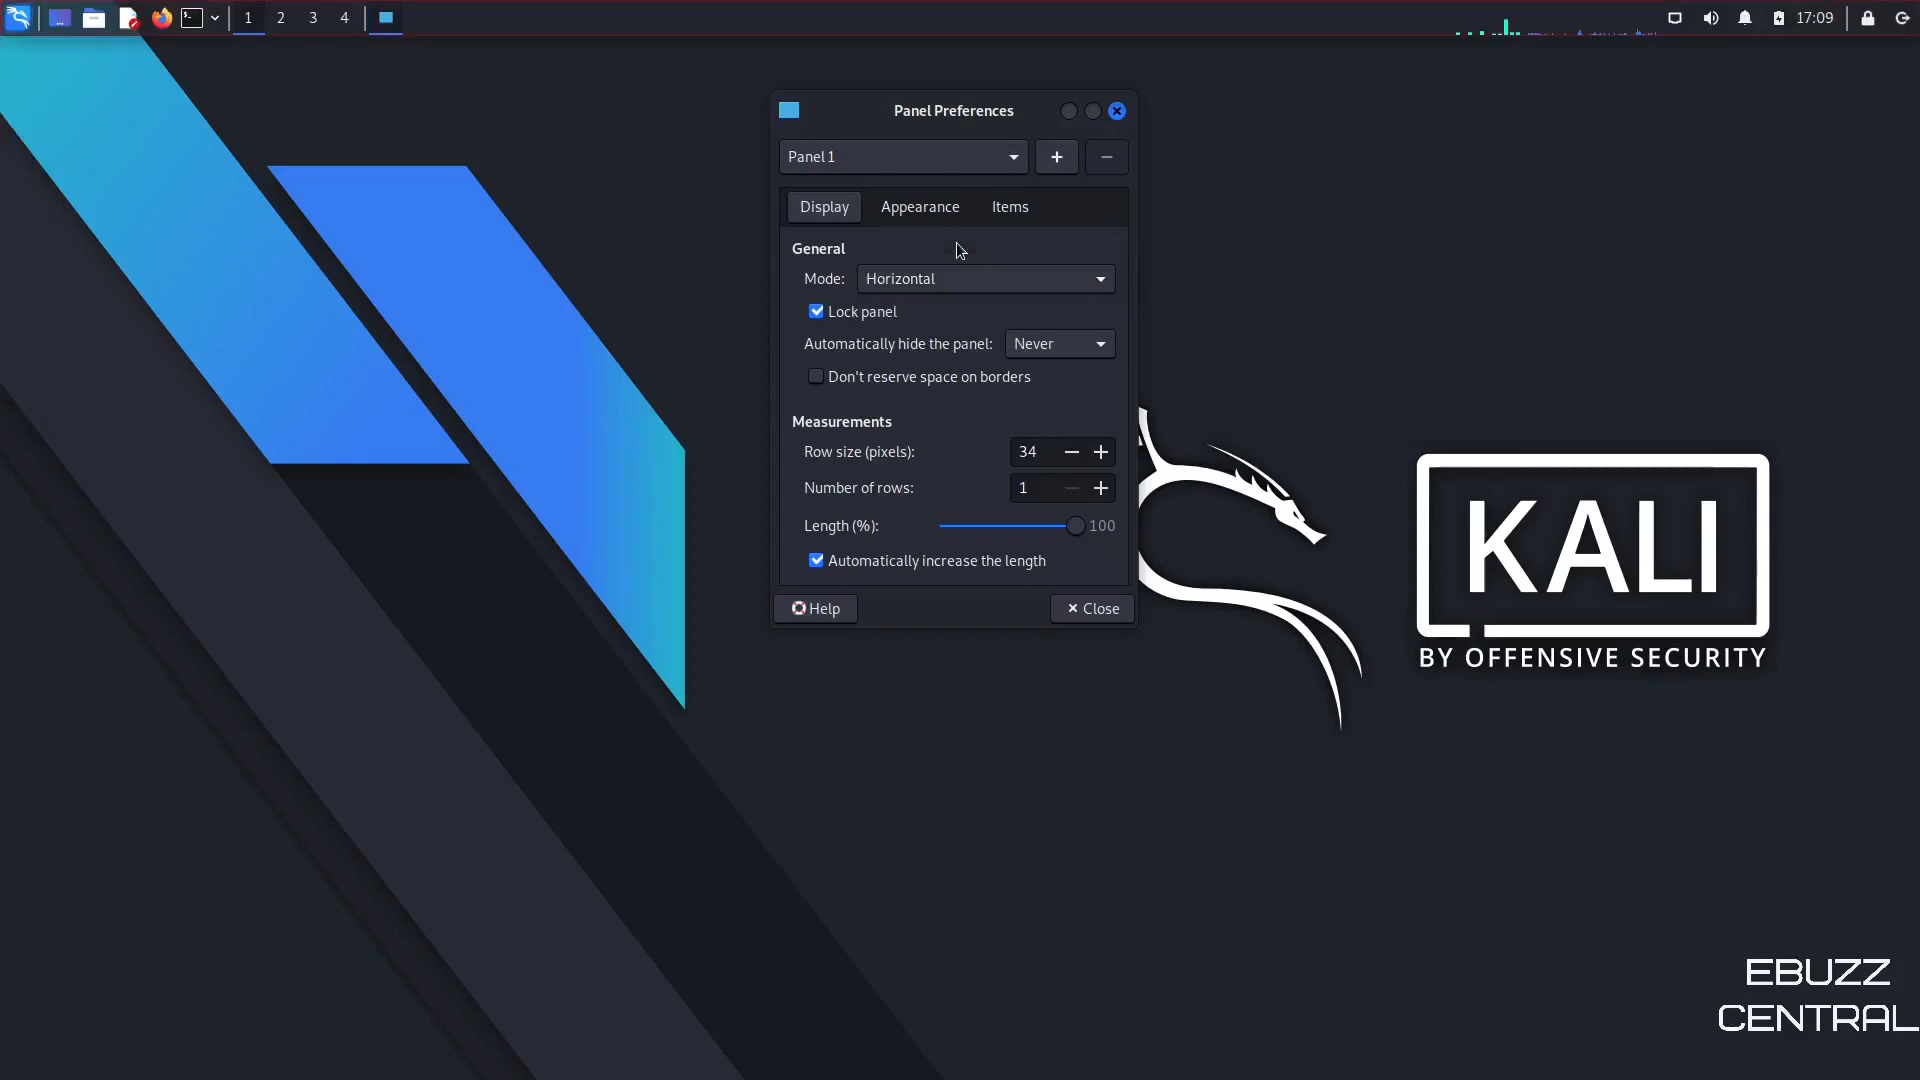 1 2 3 4 17:09
Panel Preferences
Panel 1
Display Appearance Items
General
Mode: Horizontal
Lock panel
Automatically hide the panel: Never
Don't reserve space on borders
Measurements
Row size (pixels): 34
Number of rows: 1
Length (%): 100
Automatically increase the length
Help Close
KALI
BY OFFENSIVE SECURITY
EBUZZ
CENTRAL